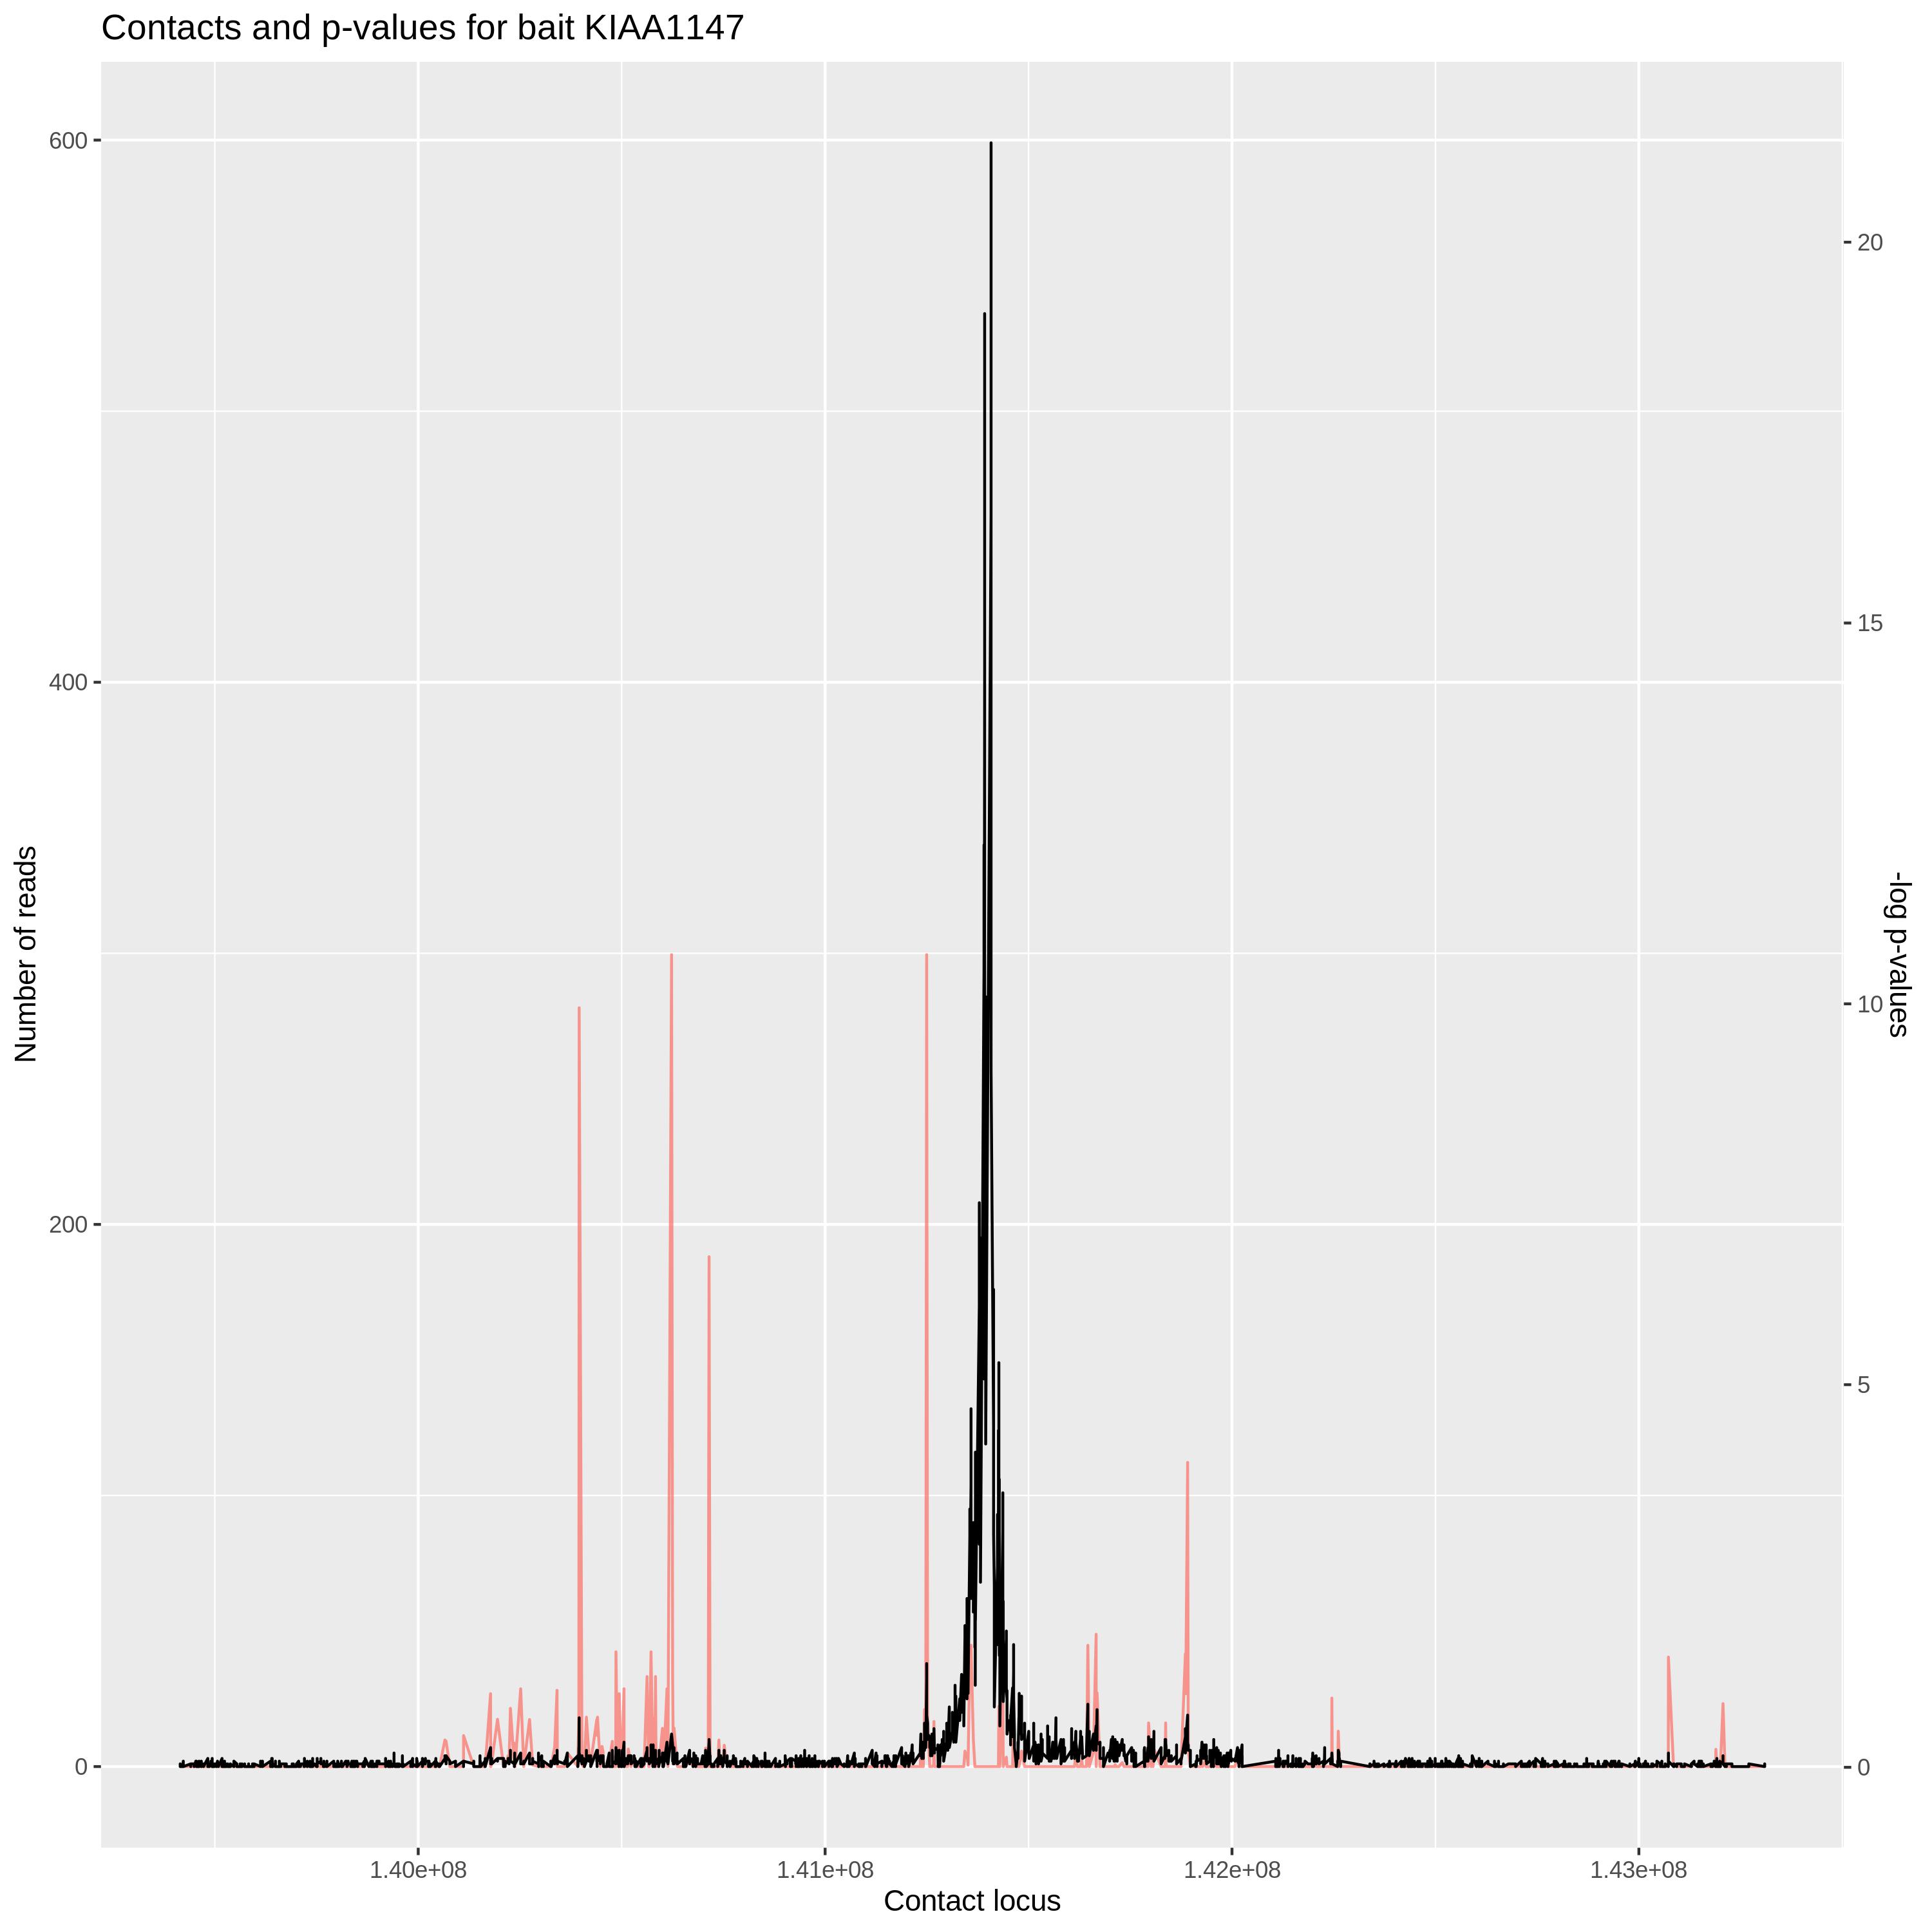 Contacts and p-values for bait KIAA1147
600
400
200
0
Number of reads
20
15
10
5
0
-log p-values
1.40e+08 1.41e+08 1.42e+08 1.43e+08
Contact locus